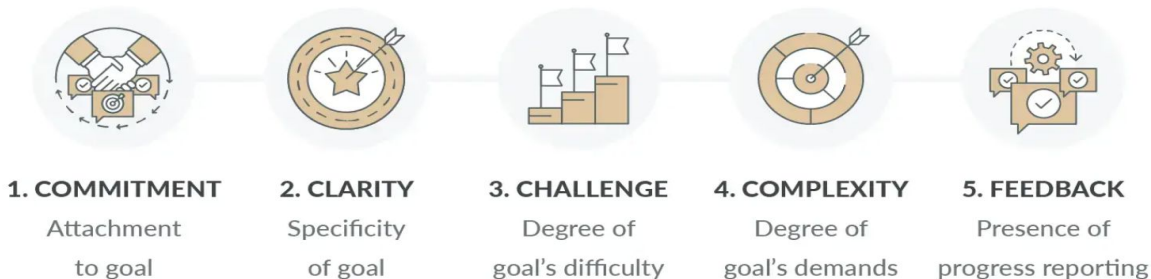 1. COMMITMENT
Attachment
to goal
2. CLARITY
Specificity
of goal
3. CHALLENGE
Degree of
goal's difficulty
4. COMPLEXITY
Degree of
goal's demands
5. FEEDBACK
Presence of
progress reporting